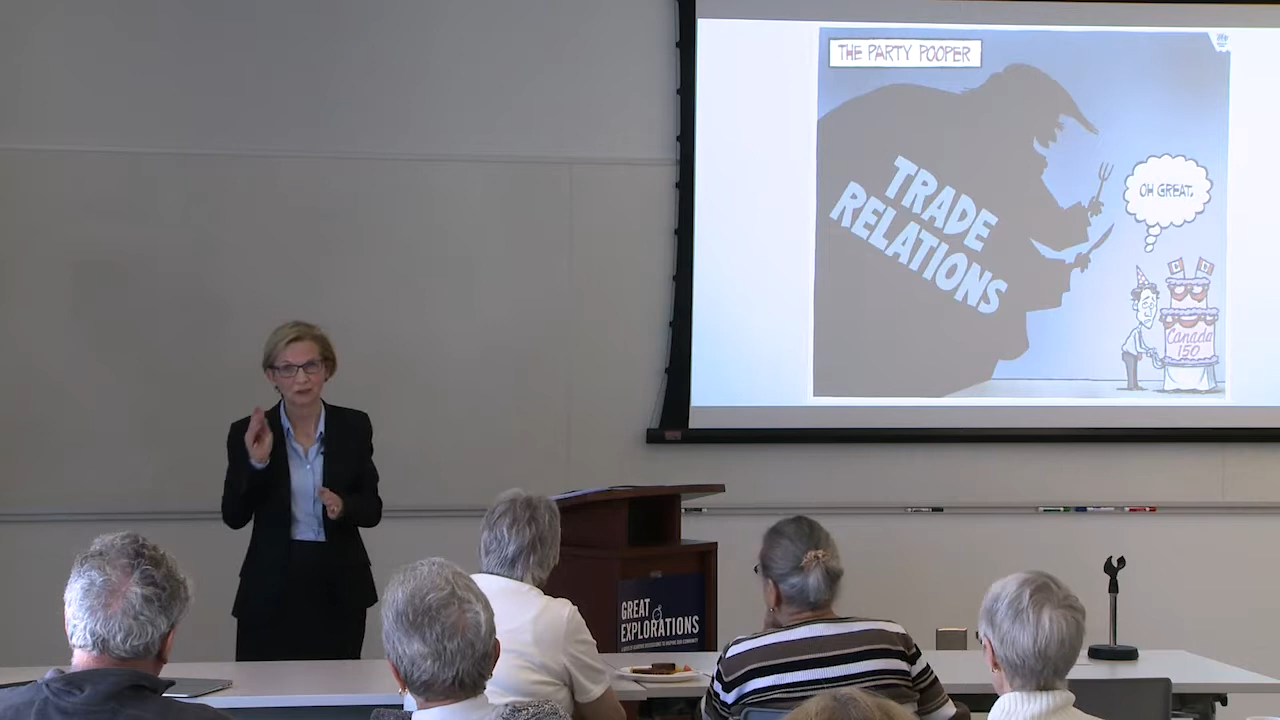 THE PARTY POOPER
TRADE
RELATIONS
OH GREAT.
Canada
150
GREAT
EXPLORATIONS